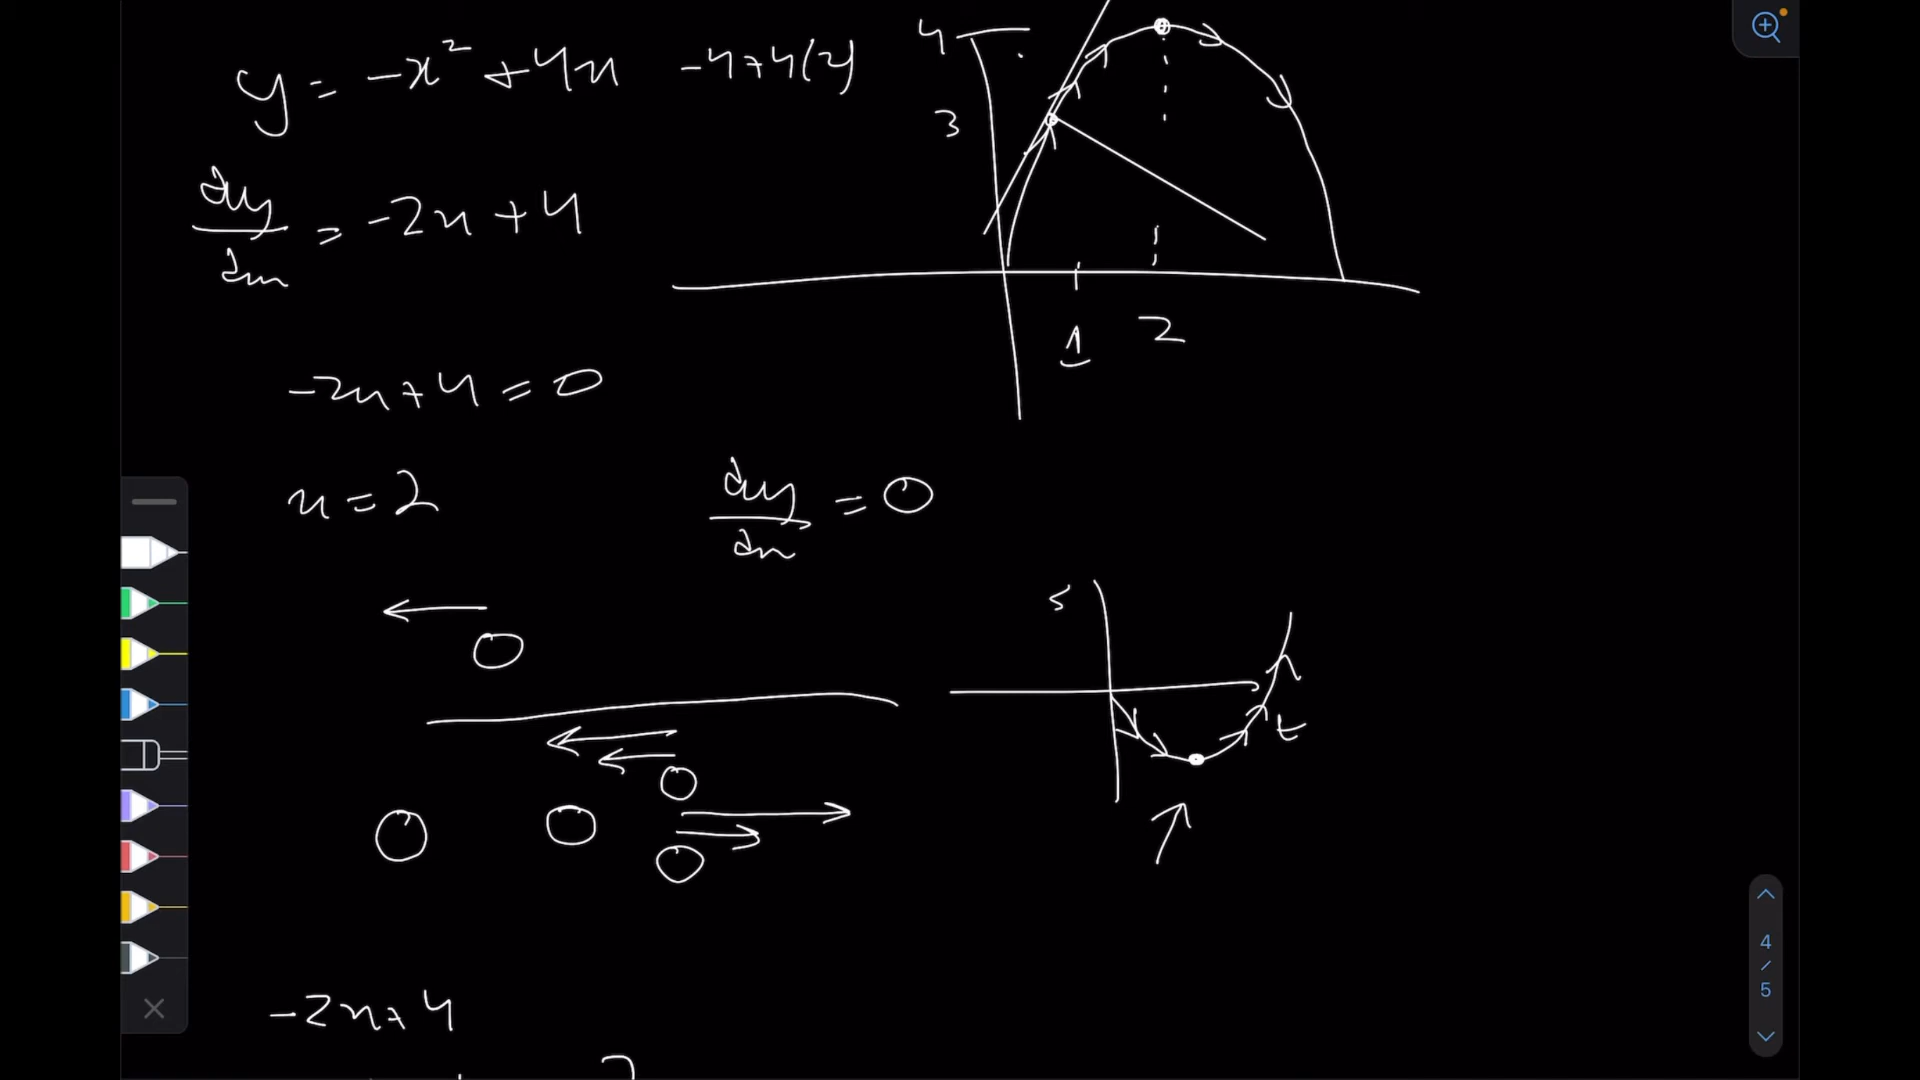 y = -x² + 4x -4+4(2)
dy/dx = -2x + 4
-2x+4 = 0
x = 2
dy/dx = 0
-2x+4
4
3
1 2
s
t
4
/
5